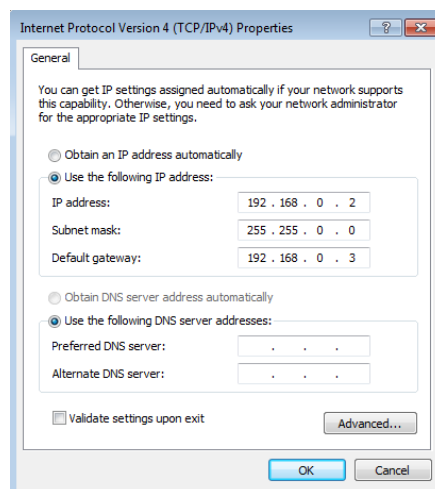 Internet Protocol Version 4 (TCP/IPv4) Properties
General
You can get IP settings assigned automatically if your network supports
this capability. Otherwise, you need to ask your network administrator
for the appropriate IP settings.
Obtain an IP address automatically
Use the following IP address:
IP address: 192 . 168 . 0 . 2
Subnet mask: 255 . 255 . 0 . 0
Default gateway: 192 . 168 . 0 . 3
Obtain DNS server address automatically
Use the following DNS server addresses:
Preferred DNS server: . . .
Alternate DNS server: . . .
Validate settings upon exit
Advanced...
OK Cancel